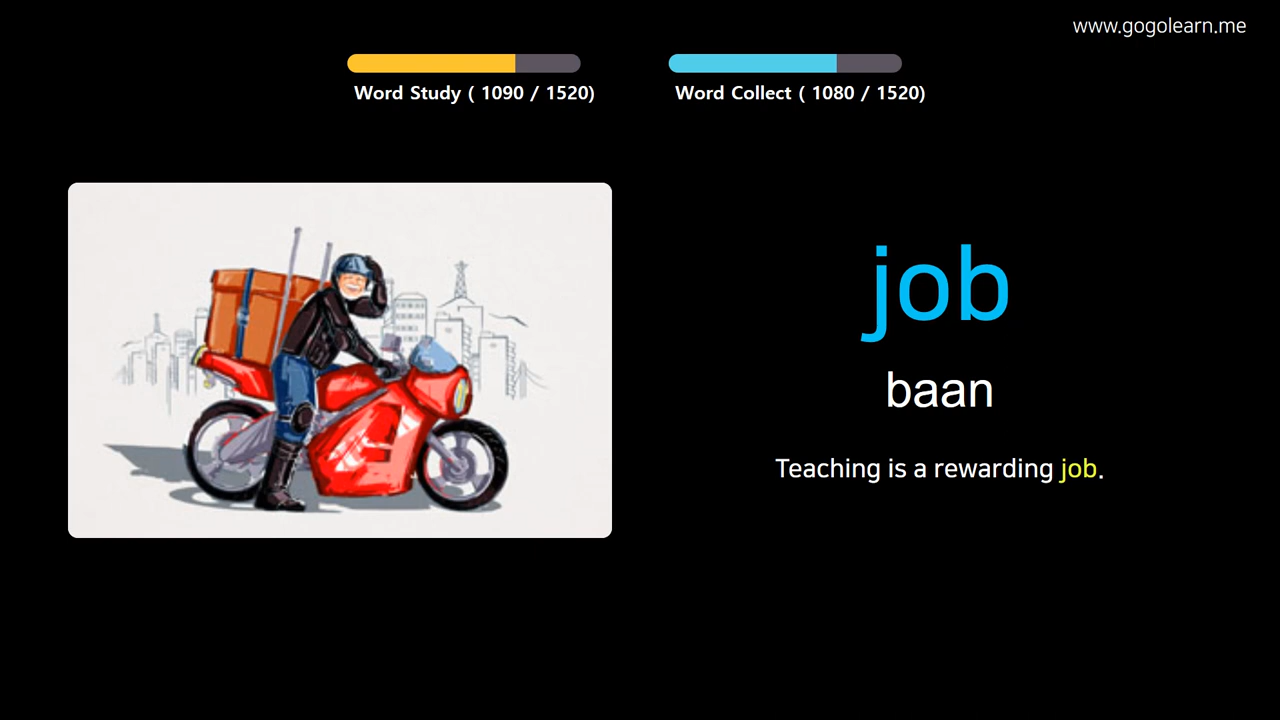 www.gogolearn.me
Word Study ( 1090 / 1520)
Word Collect ( 1080 / 1520)
job
baan
Teaching is a rewarding job.